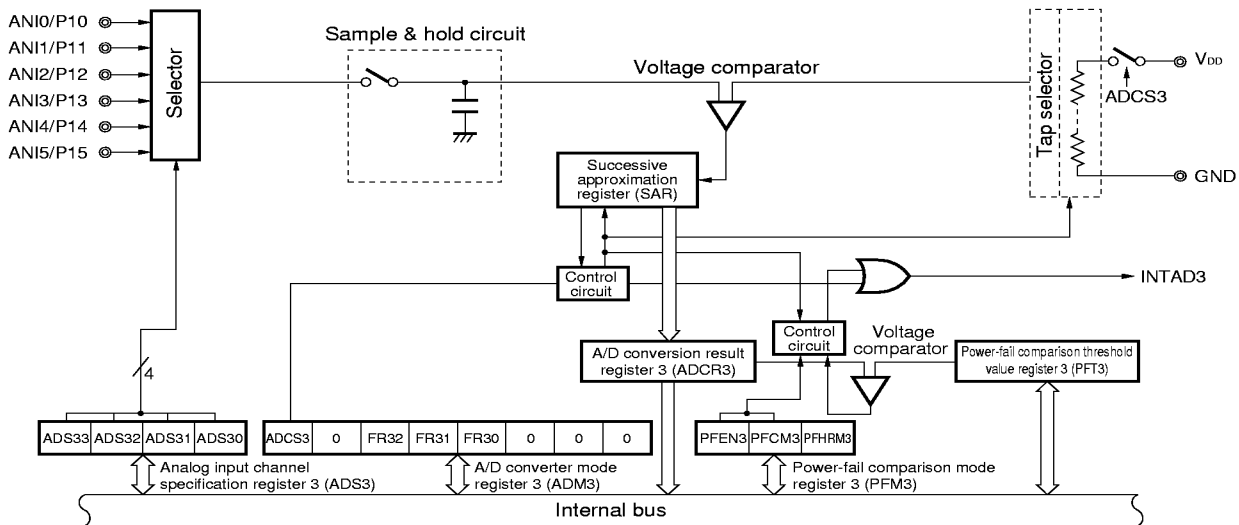 ANI0/P10
ANI1/P11
ANI2/P12
ANI3/P13
ANI4/P14
ANI5/P15
Selector
Sample & hold circuit
Voltage comparator
Tap selector
VDD
ADCS3
GND
Successive
approximation
register (SAR)
Control
circuit
INTAD3
Control
circuit
Voltage
comparator
A/D conversion result
register 3 (ADCR3)
Power-fail comparison threshold
value register 3 (PFT3)
4
ADS33 ADS32 ADS31 ADS30
ADCS3 0 FR32 FR31 FR30 0 0 0
PFEN3 PFCM3 PFHRM3
Analog input channel
specification register 3 (ADS3)
A/D converter mode
register 3 (ADM3)
Power-fail comparison mode
register 3 (PFM3)
Internal bus